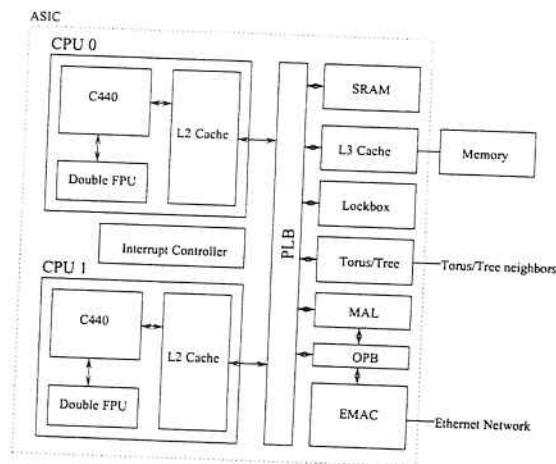 ASIC
CPU 0
C440
L2 Cache
Double FPU
Interrupt Controller
CPU 1
C440
L2 Cache
Double FPU
PLB
SRAM
L3 Cache
Memory
Lockbox
Torus/Tree
Torus/Tree neighbors
MAL
OPB
EMAC
Ethernet Network